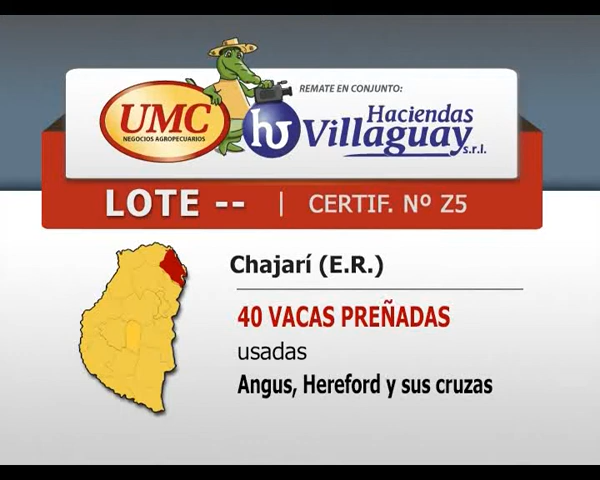 REMATE EN CONJUNTO:
UMC
NEGOCIOS AGROPECUARIOS
hv
Haciendas
Villaguay
s.r.l.
LOTE -- | CERTIF. Nº Z5
Chajarí (E.R.)
40 VACAS PREÑADAS
usadas
Angus, Hereford y sus cruzas